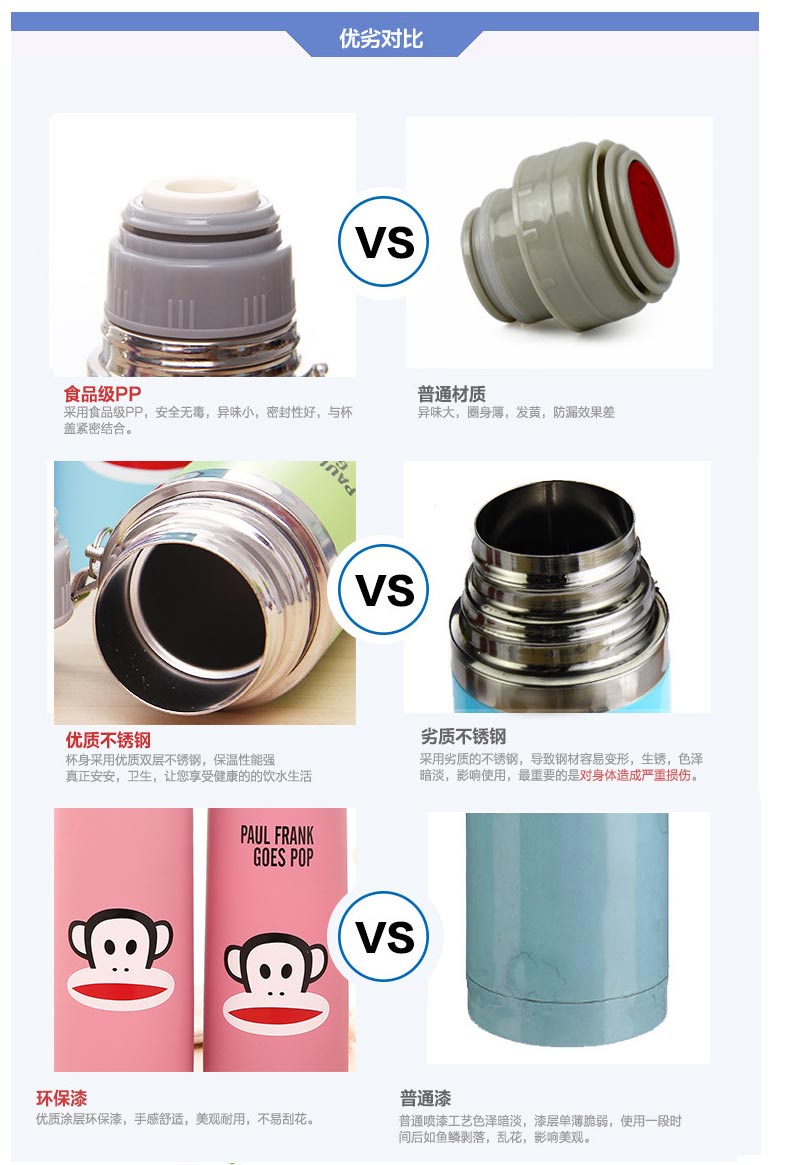 优劣对比
VS
食品级PP
采用食品级PP，安全无毒，异味小，密封性好，与杯
盖紧密结合。
普通材质
异味大，圈身薄，发黄，防漏效果差
PAUL
G
VS
优质不锈钢
杯身采用优质双层不锈钢，保温性能强
真正安安，卫生，让您享受健康的的饮水生活
劣质不锈钢
采用劣质的不锈钢，导致钢材容易变形，生锈，色泽
暗淡，影响使用，最重要的是对身体造成严重损伤。
PAUL FRANK
GOES POP
VS
环保漆
优质涂层环保漆，手感舒适，美观耐用，不易刮花。
普通漆
普通喷漆工艺色泽暗淡，漆层单薄脆弱，使用一段时
间后如鱼鳞剥落，乱花，影响美观。